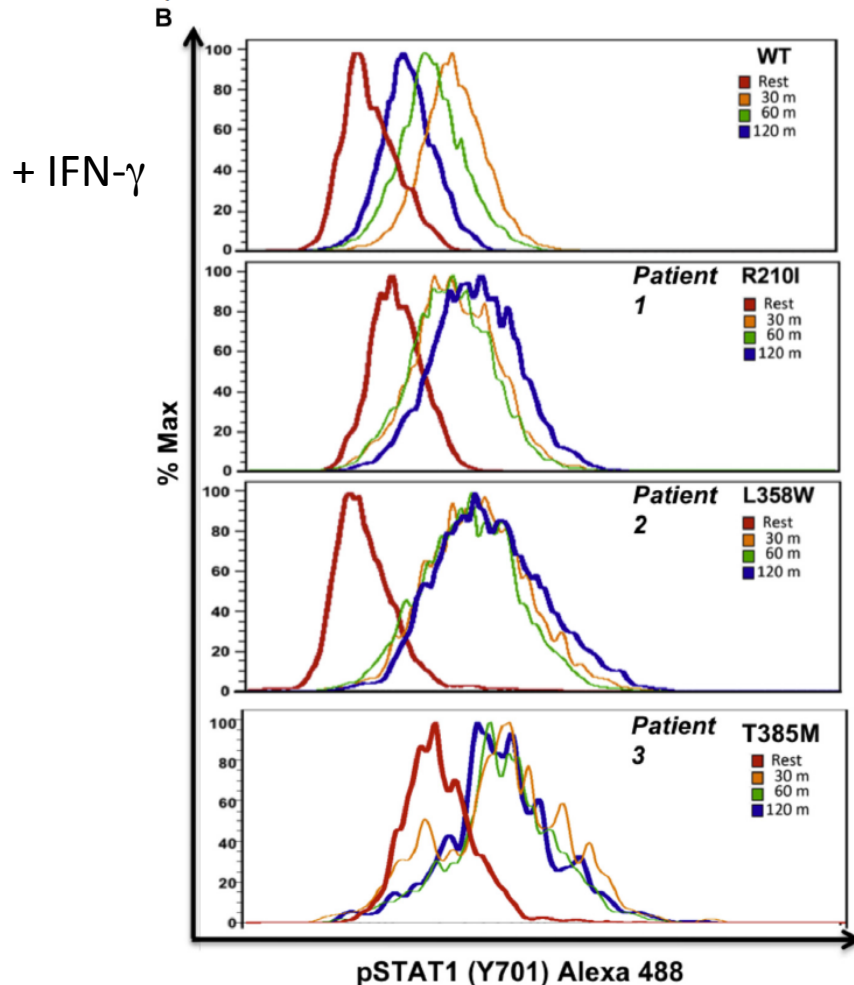 B
+ IFN-γ
% Max
100
80
60
40
20
0
WT
Rest
30 m
60 m
120 m
100
80
60
40
20
0
Patient
1
R210I
Rest
30 m
60 m
120 m
100
80
60
40
20
0
Patient
2
L358W
Rest
30 m
60 m
120 m
100
80
60
40
20
0
Patient
3
T385M
Rest
30 m
60 m
120 m
pSTAT1 (Y701) Alexa 488